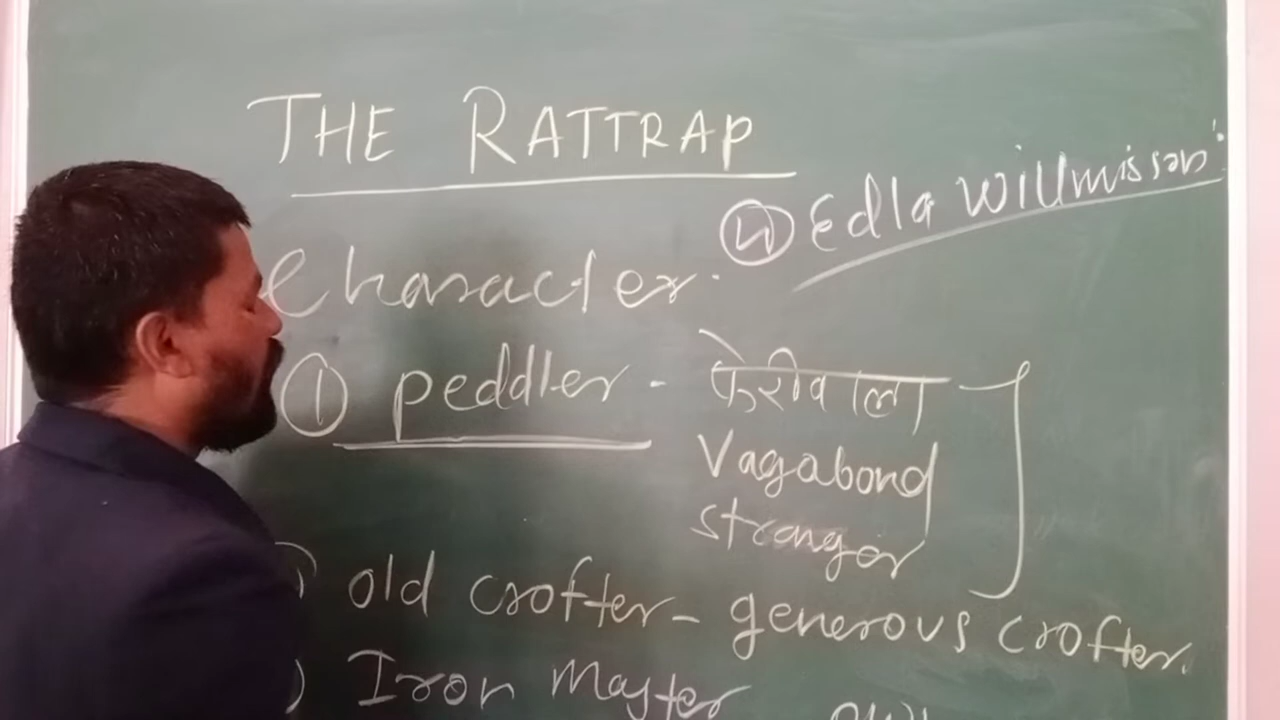 THE RATTRAP
④ Edla Willmisson
Character
① peddler - फेरीवाला
Vagabond
stranger
) old crofter - generous crofter.
) Iron Master